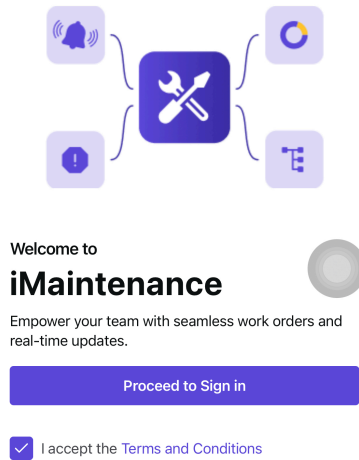 Welcome to
iMaintenance
Empower your team with seamless work orders and
real-time updates.
Proceed to Sign in
I accept the Terms and Conditions